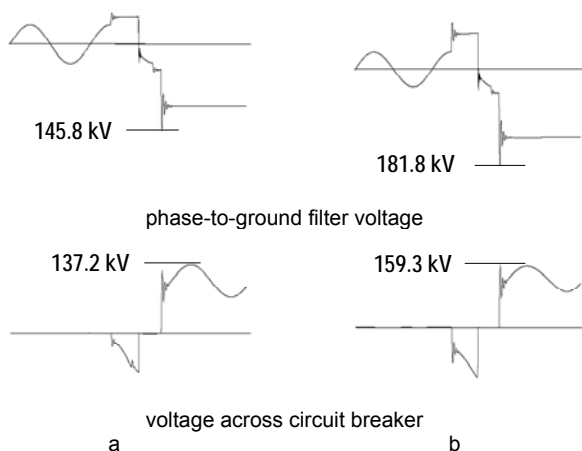 145.8 kV
181.8 kV
phase-to-ground filter voltage
137.2 kV
159.3 kV
voltage across circuit breaker
a
b